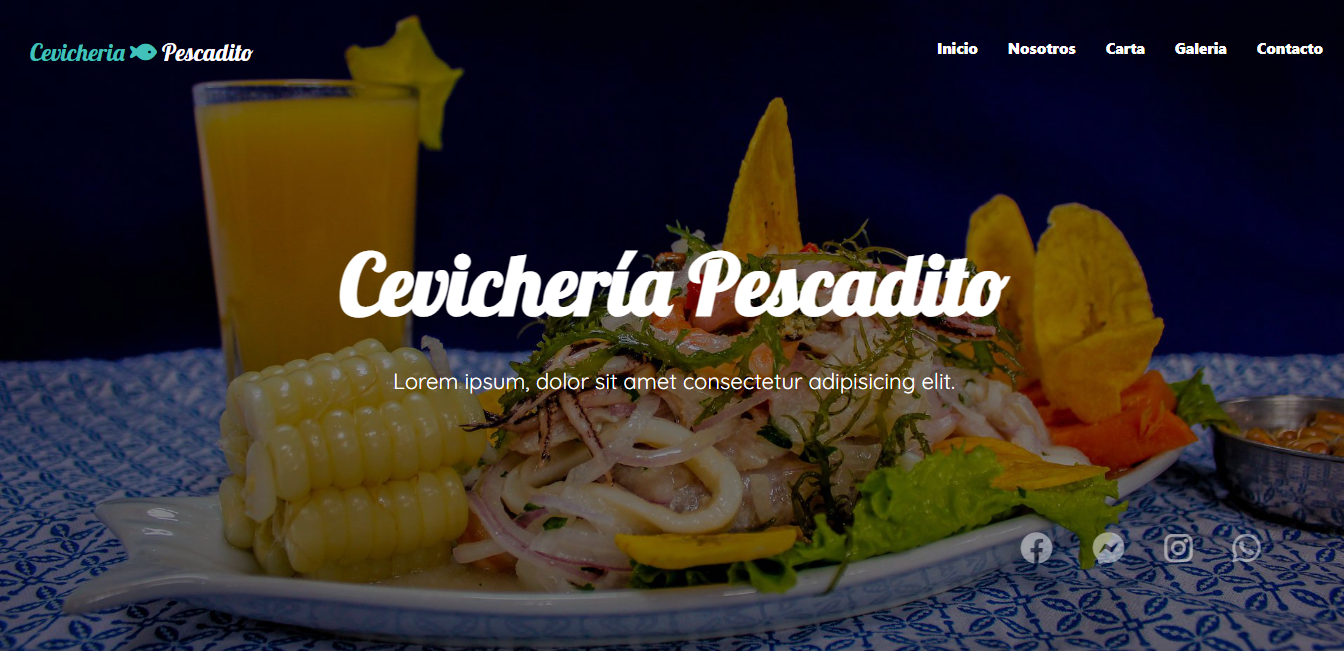 Cevicheria Pescadito
Inicio Nosotros Carta Galeria Contacto
Cevichería Pescadito
Lorem ipsum, dolor sit amet consectetur adipisicing elit.